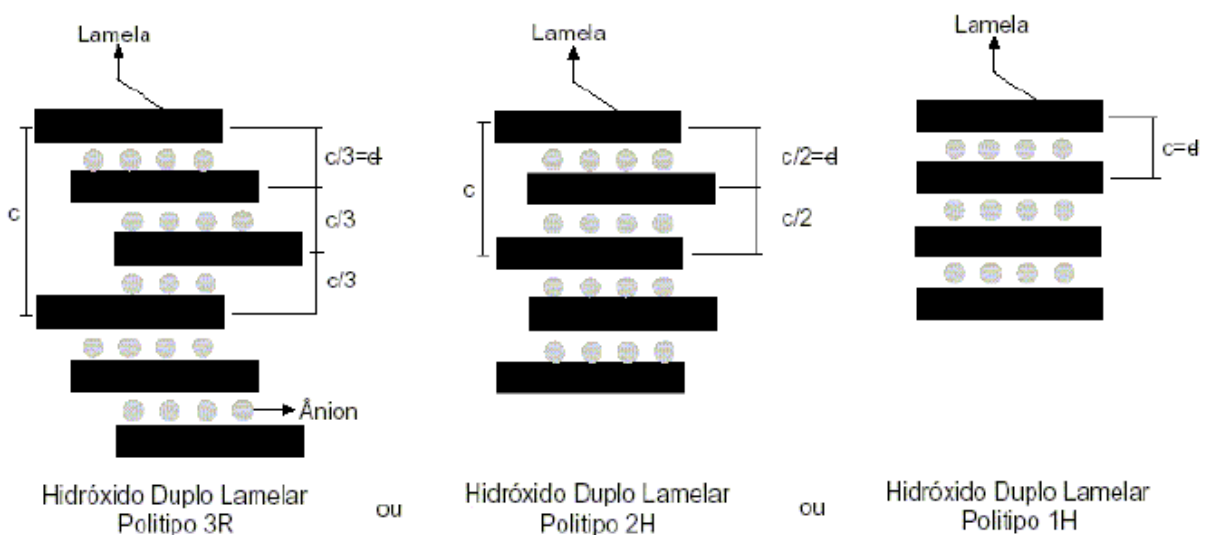 Lamela
c
c/3=d
c/3
c/3
Ânion
Hidróxido Duplo Lamelar
Politipo 3R
ou
Lamela
c
c/2=d
c/2
Hidróxido Duplo Lamelar
Politipo 2H
ou
Lamela
c=d
Hidróxido Duplo Lamelar
Politipo 1H